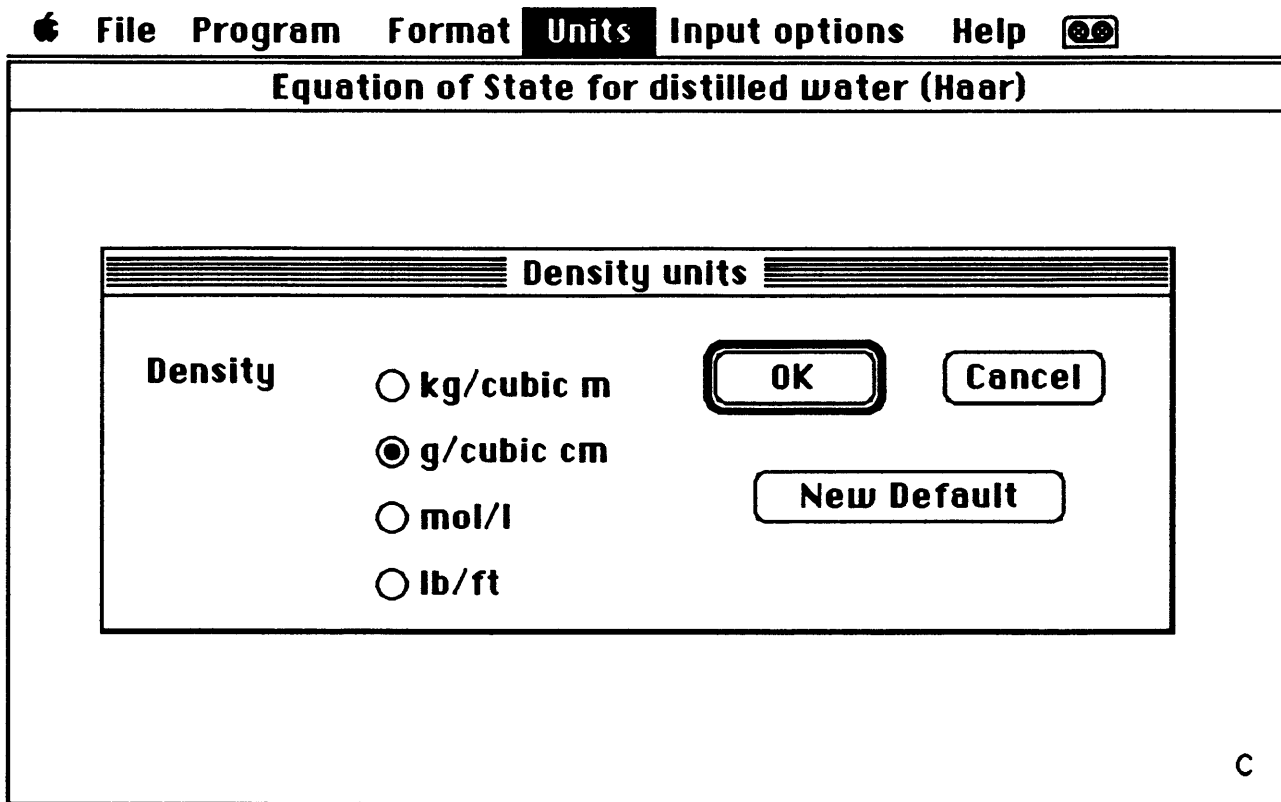 File Program Format Units Input options Help
Equation of State for distilled water (Haar)
Density units
Density
kg/cubic m
g/cubic cm
mol/l
lb/ft
OK
Cancel
New Default
C